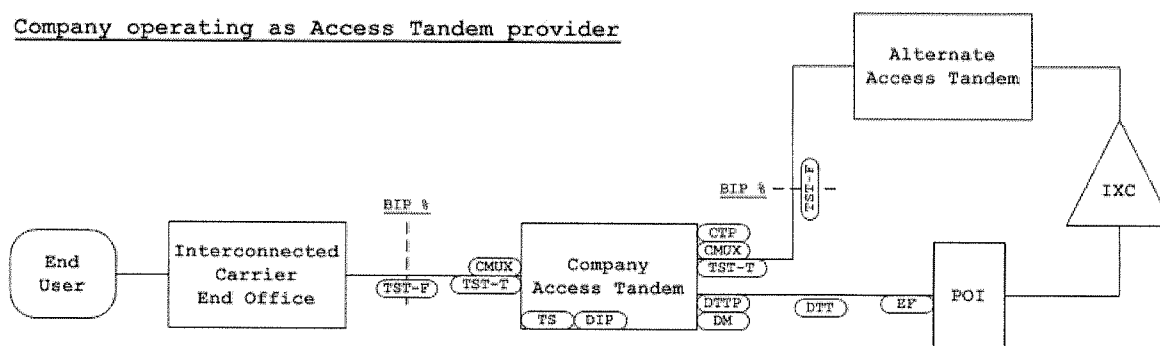 Company operating as Access Tandem provider
Alternate
Access Tandem
IXC
TST-F
BIP %
BIP %
End
User
Interconnected
Carrier
End Office
TST-F
CMUX
TST-T
Company
Access Tandem
TS
DIP
CTP
CMUX
TST-T
DTTP
DM
DTT
EF
POI